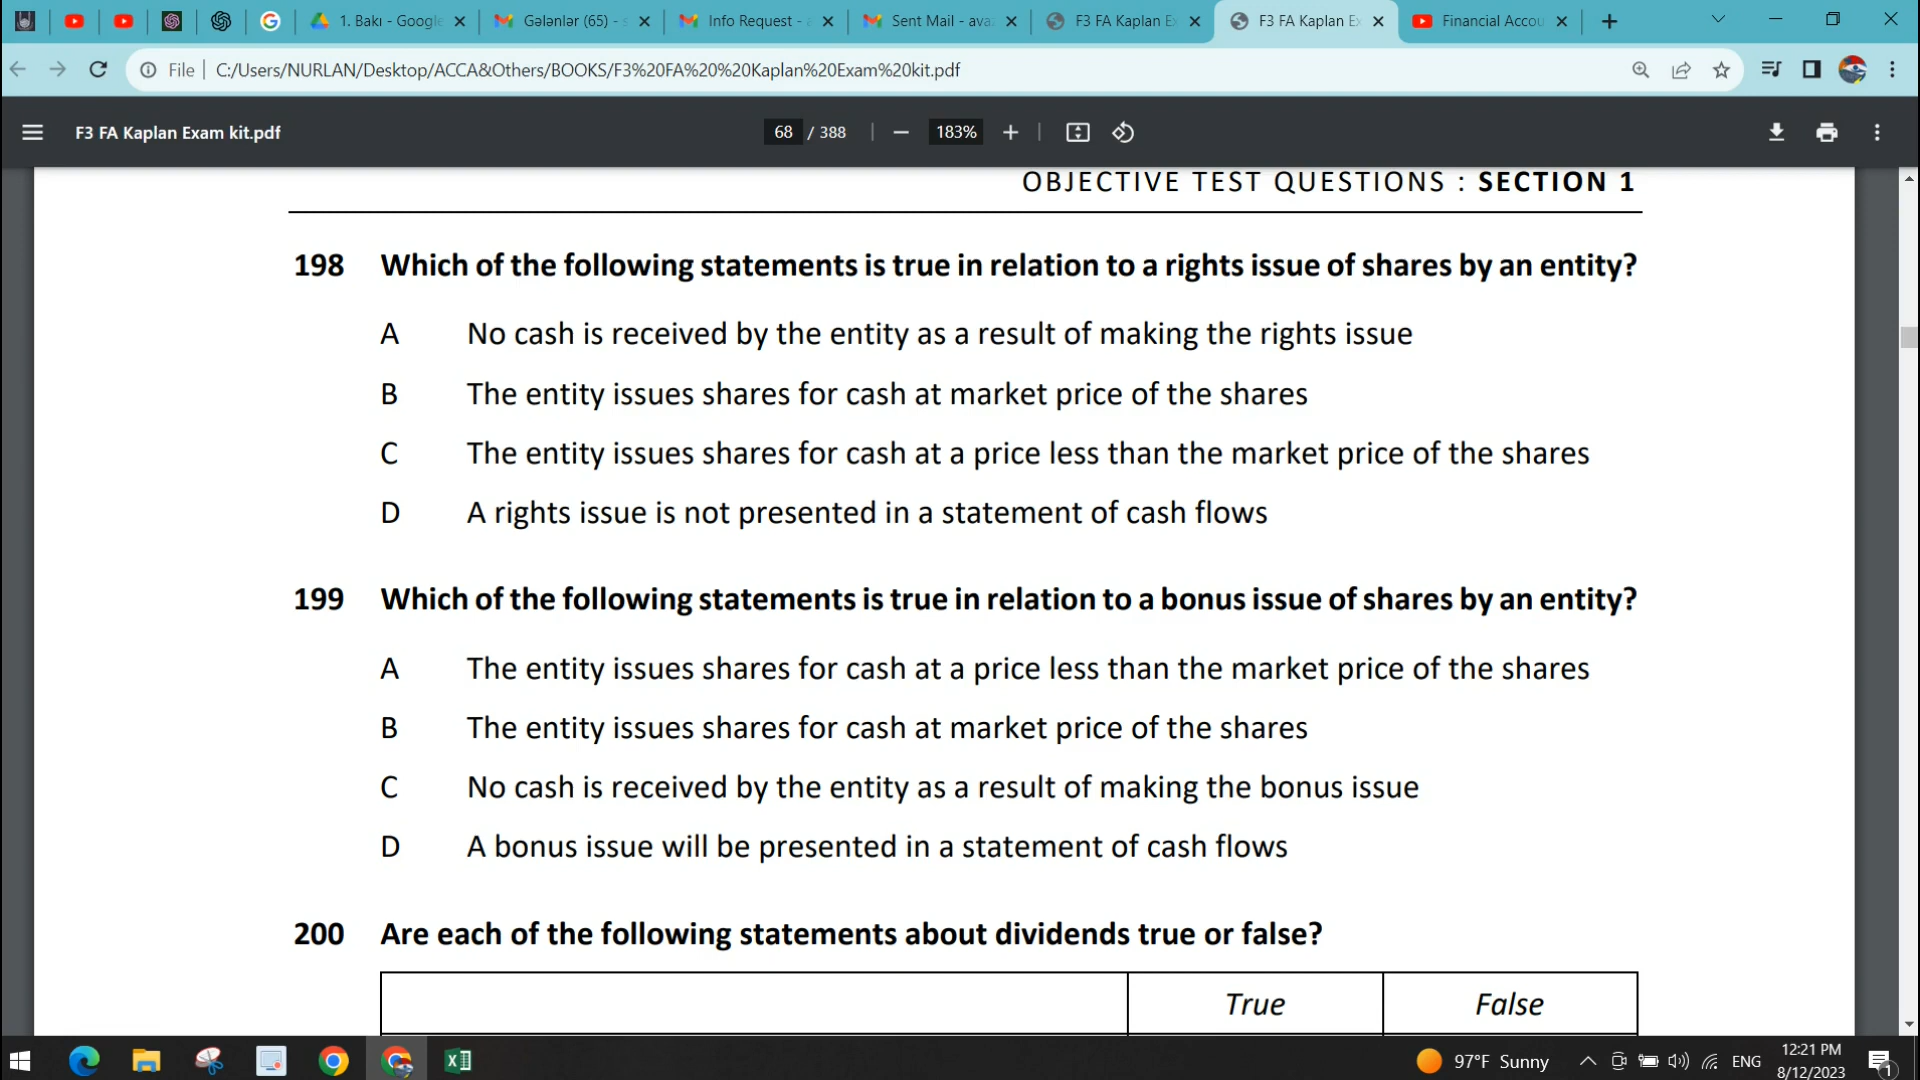 1. Bakı - Google
Gələnlər (65) - s
Info Request - a
Sent Mail - ava
F3 FA Kaplan Ex
F3 FA Kaplan Ex
Financial Accou
File
C:/Users/NURLAN/Desktop/ACCA&Others/BOOKS/F3%20FA%20%20Kaplan%20Exam%20kit.pdf
F3 FA Kaplan Exam kit.pdf
68 / 388
183%
OBJECTIVE TEST QUESTIONS : SECTION 1
198 Which of the following statements is true in relation to a rights issue of shares by an entity?
A No cash is received by the entity as a result of making the rights issue
B The entity issues shares for cash at market price of the shares
C The entity issues shares for cash at a price less than the market price of the shares
D A rights issue is not presented in a statement of cash flows
199 Which of the following statements is true in relation to a bonus issue of shares by an entity?
A The entity issues shares for cash at a price less than the market price of the shares
B The entity issues shares for cash at market price of the shares
C No cash is received by the entity as a result of making the bonus issue
D A bonus issue will be presented in a statement of cash flows
200 Are each of the following statements about dividends true or false?
True False
97°F Sunny
ENG
12:21 PM
8/12/2023
1